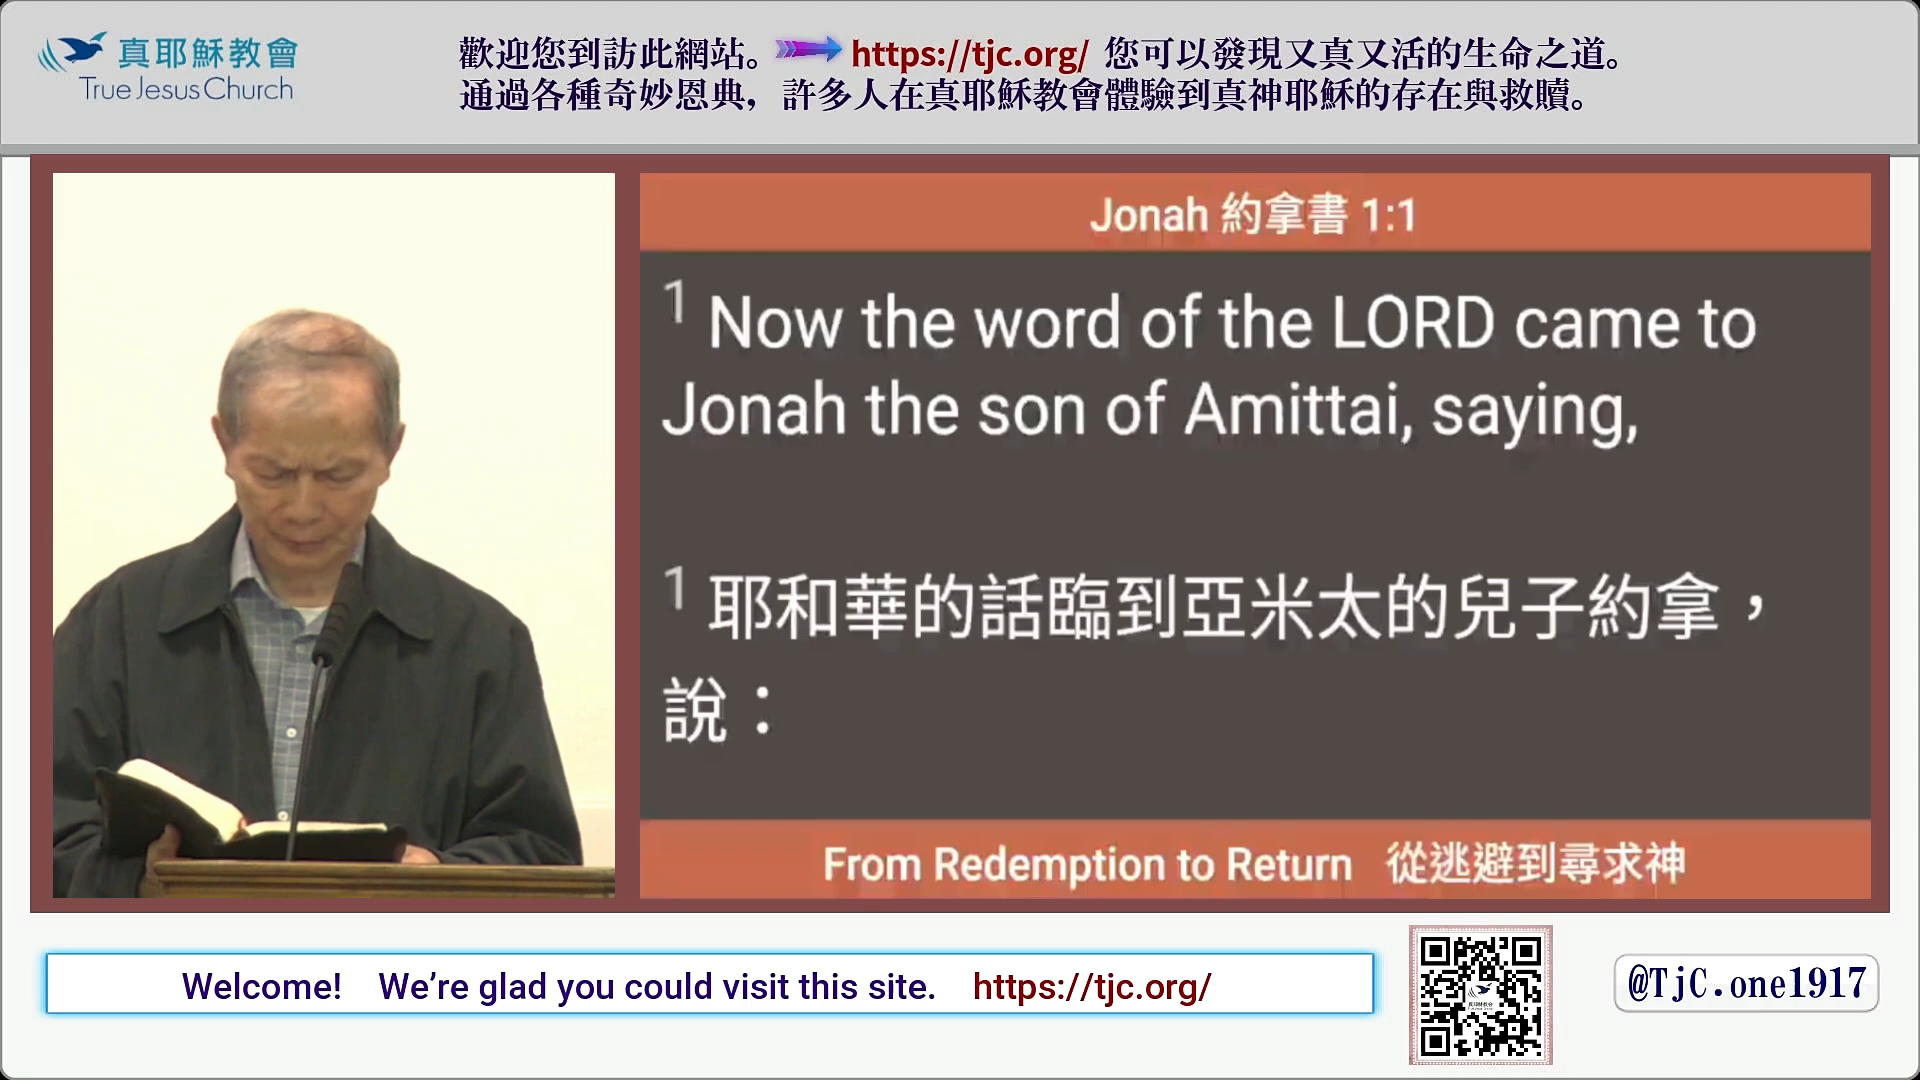 真耶穌教會
True Jesus Church
歡迎您到訪此網站。 https://tjc.org/ 您可以發現又真又活的生命之道。
通過各種奇妙恩典，許多人在真耶穌教會體驗到真神耶穌的存在與救贖。
Jonah 約拿書 1:1
1 Now the word of the LORD came to
Jonah the son of Amittai, saying,
1 耶和華的話臨到亞米太的兒子約拿，
說：
From Redemption to Return 從逃避到尋求神
Welcome! We’re glad you could visit this site. https://tjc.org/
@TjC.one1917